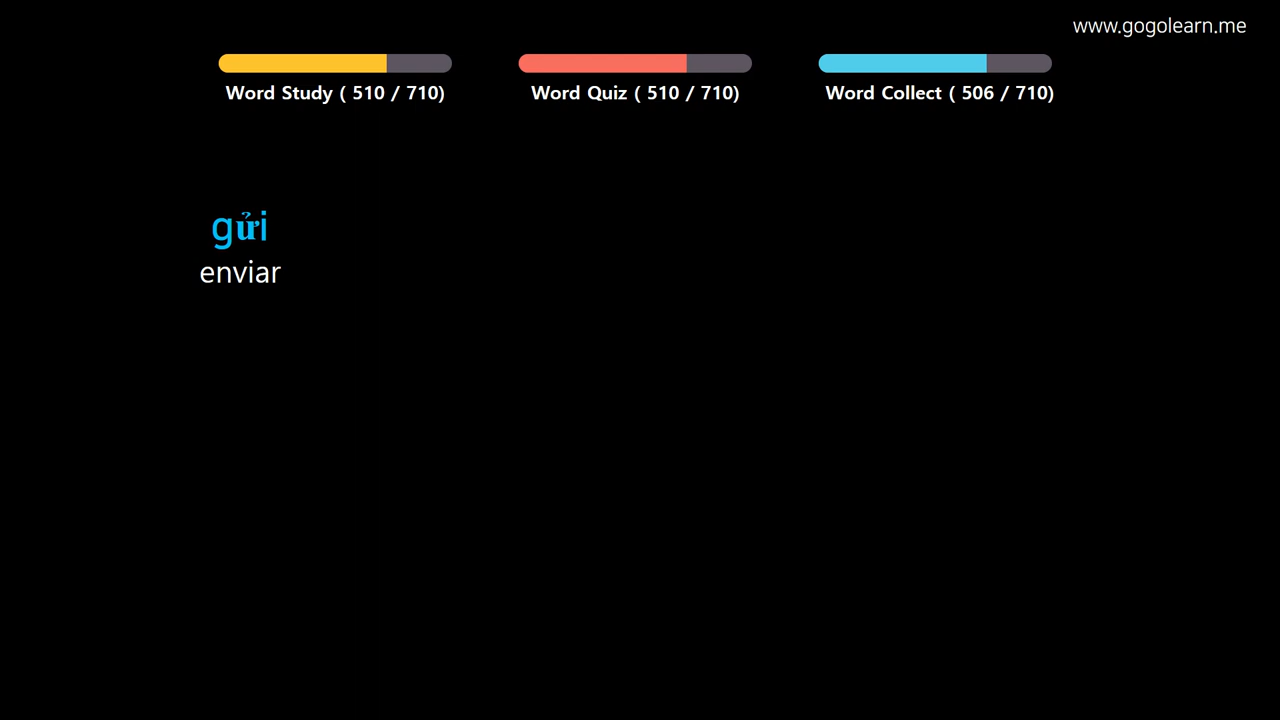 www.gogolearn.me
Word Study ( 510 / 710)
Word Quiz ( 510 / 710)
Word Collect ( 506 / 710)
gửi
enviar